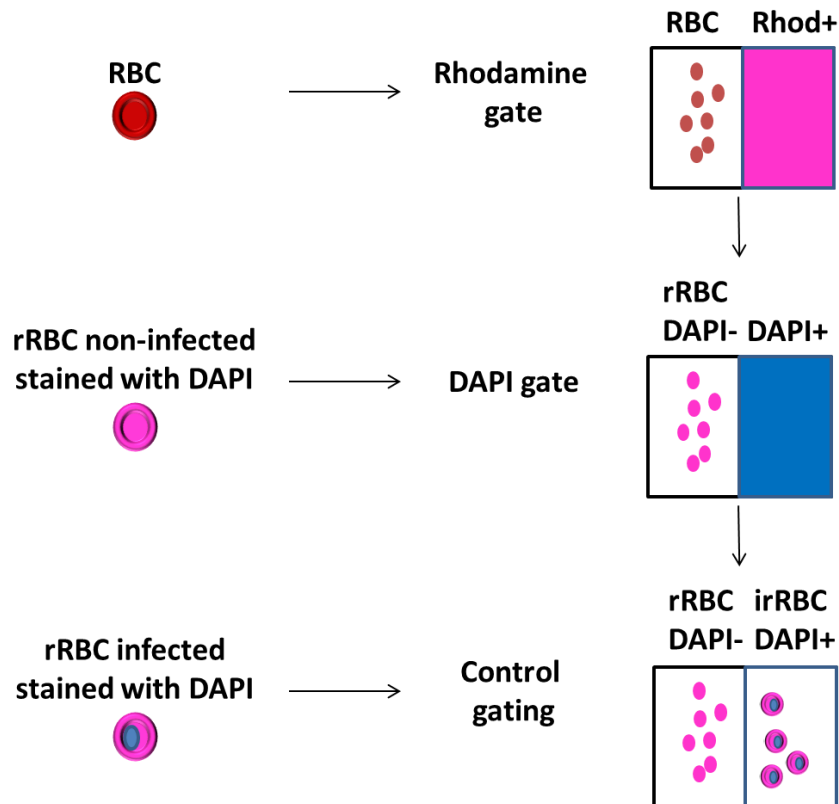 RBC Rhod+
RBC
Rhodamine
gate
rRBC
DAPI- DAPI+
rRBC non-infected
stained with DAPI
DAPI gate
rRBC irRBC
DAPI- DAPI+
rRBC infected
stained with DAPI
Control
gating